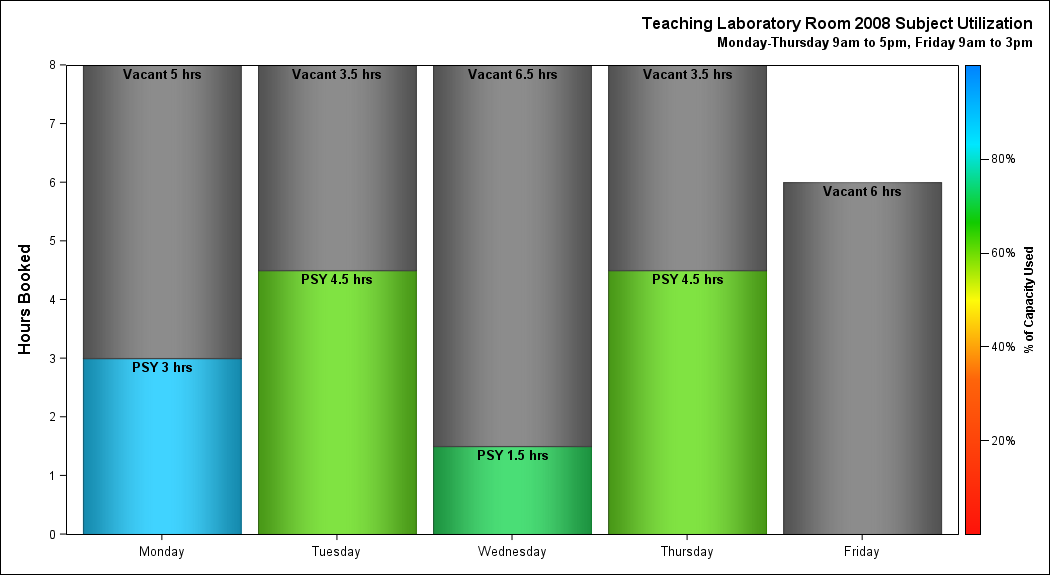 Teaching Laboratory Room 2008 Subject Utilization
Monday-Thursday 9am to 5pm, Friday 9am to 3pm
Hours Booked
8
7
6
5
4
3
2
1
0
Vacant 5 hrs
PSY 3 hrs
Vacant 3.5 hrs
PSY 4.5 hrs
Vacant 6.5 hrs
PSY 1.5 hrs
Vacant 3.5 hrs
PSY 4.5 hrs
Vacant 6 hrs
Monday
Tuesday
Wednesday
Thursday
Friday
80%
60%
40%
20%
% of Capacity Used